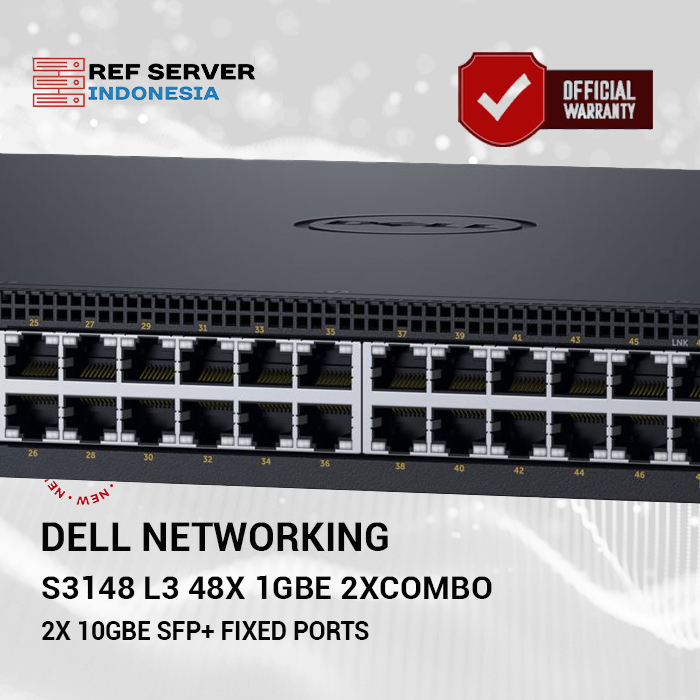 REF SERVER
INDONESIA
OFFICIAL
WARRANTY
DELL
25 27 29 31 33 35 37 39 41 43 45 LNK
26 28 30 32 34 36 38 40 42 44 46
NEW • NEW
DELL NETWORKING
S3148 L3 48X 1GBE 2XCOMBO
2X 10GBE SFP+ FIXED PORTS